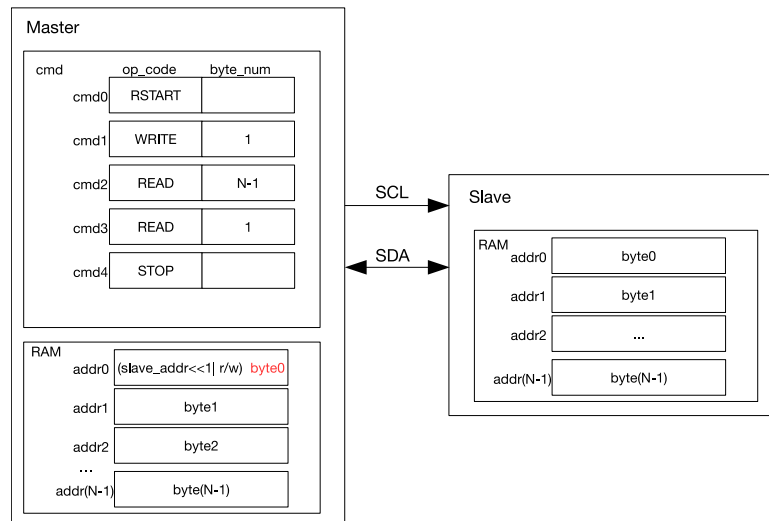 Master
cmd op_code byte_num
cmd0 RSTART
cmd1 WRITE 1
cmd2 READ N-1
cmd3 READ 1
cmd4 STOP
RAM
addr0 (slave_addr<<1| r/w) byte0
addr1 byte1
addr2 byte2
...
addr(N-1) byte(N-1)
SCL
SDA
Slave
RAM
addr0 byte0
addr1 byte1
addr2 ...
addr(N-1) byte(N-1)